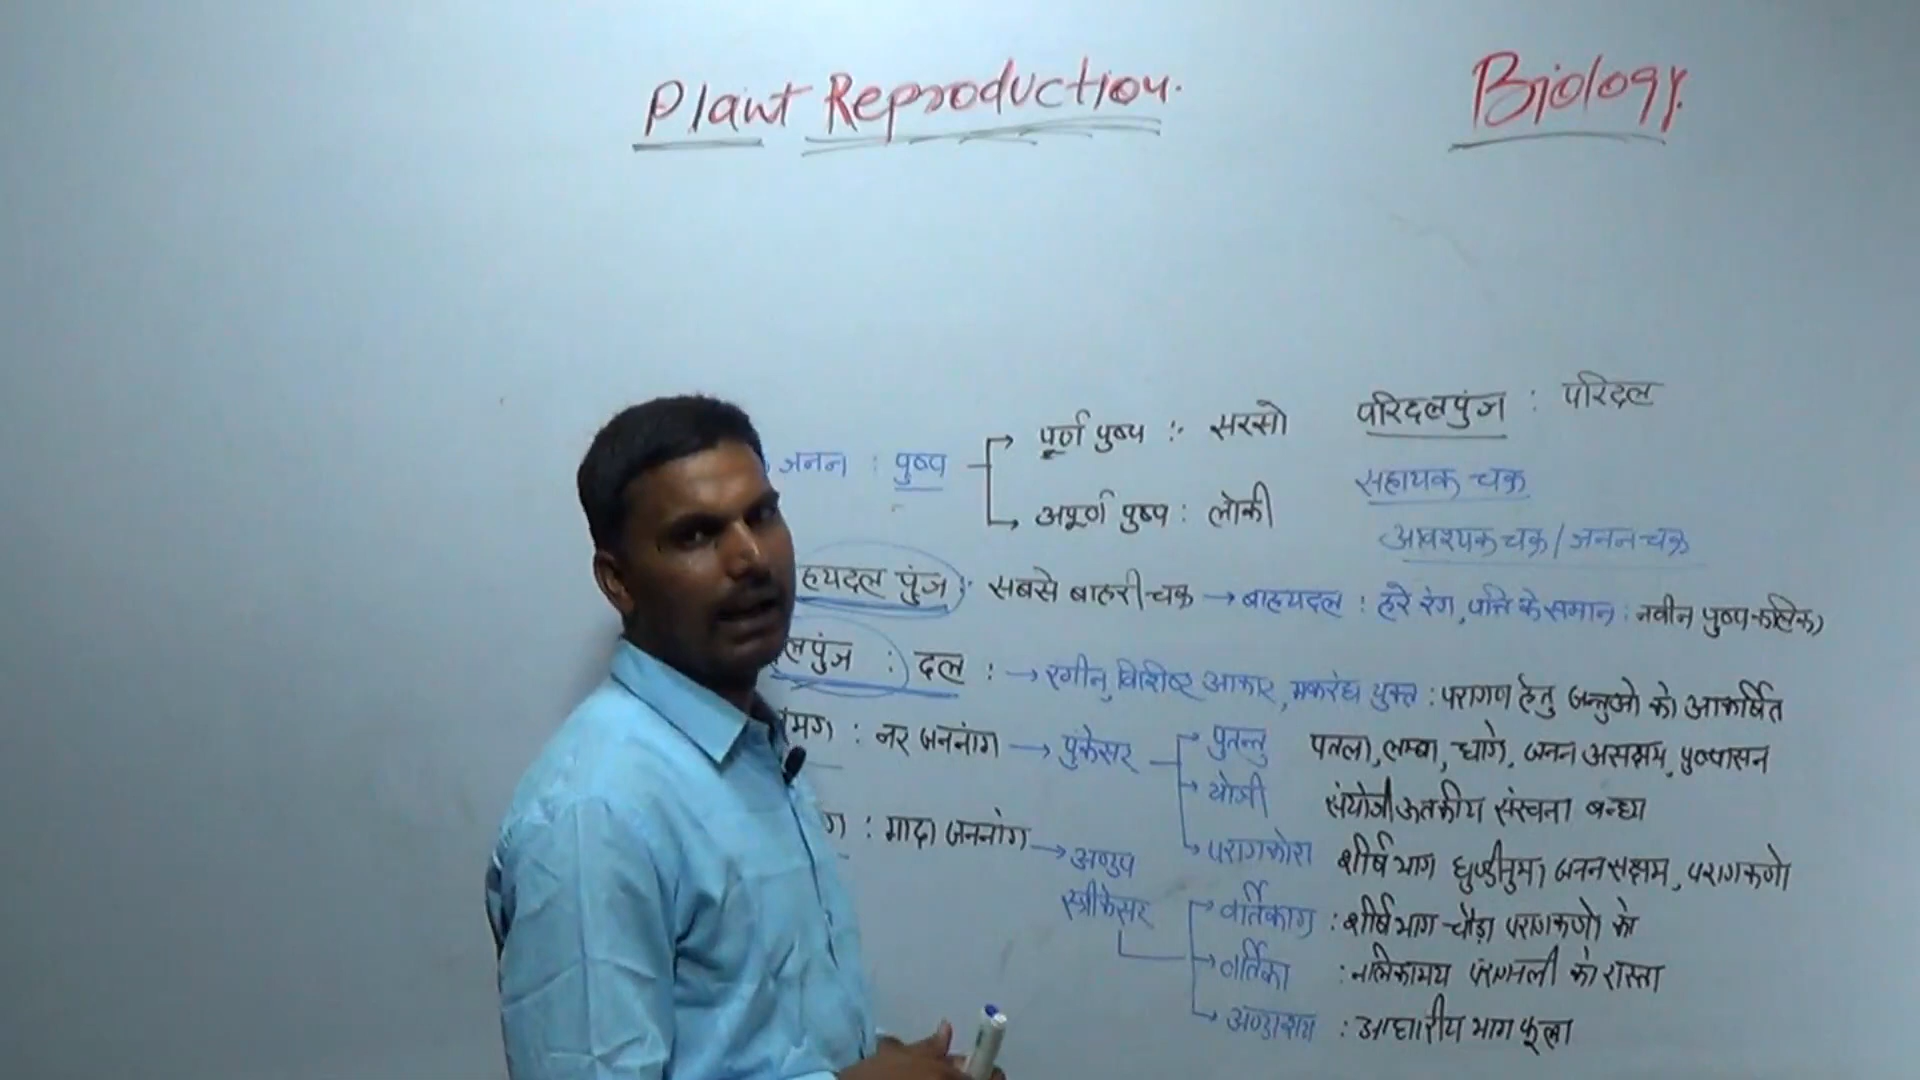 Plant Reproduction.
Biology.
जनन : पुष्प
पूर्ण पुष्प :- सरसो
अपूर्ण पुष्प : लौकी
परिदलपुंज : परिदल
सहायक चक्र
आवश्यक चक्र / जनन चक्र
ह्यदल पुंज : सबसे बाहरी चक्र → बाह्यदल : हरे रंग, पत्ति के समान : नवीन पुष्प कलिका
लपुंज : दल : → रंगीन, विशिष्ट आकार, मकरंध युक्त : परागण हेतु जन्तुओ को आकर्षित
मंग : नर जननांग → पुंकेसर
पुतन्तु पतला, लम्बा, धागे, जनन असक्षम, पुष्पासन
योजी संयोजी ऊतकीय संरचना बन्ध्य
परागकोश शीर्ष भाग घुण्डीनुमा जनन सक्षम, परागकणो
ग : मादा जननांग → अण्डप
स्त्रीकेसर
वर्तिकाग्र : शीर्ष भाग चौड़ा परागकणो को
वर्तिका : नलिकामय परागनली को रास्ता
अण्डाशय : आधारीय भाग फूला